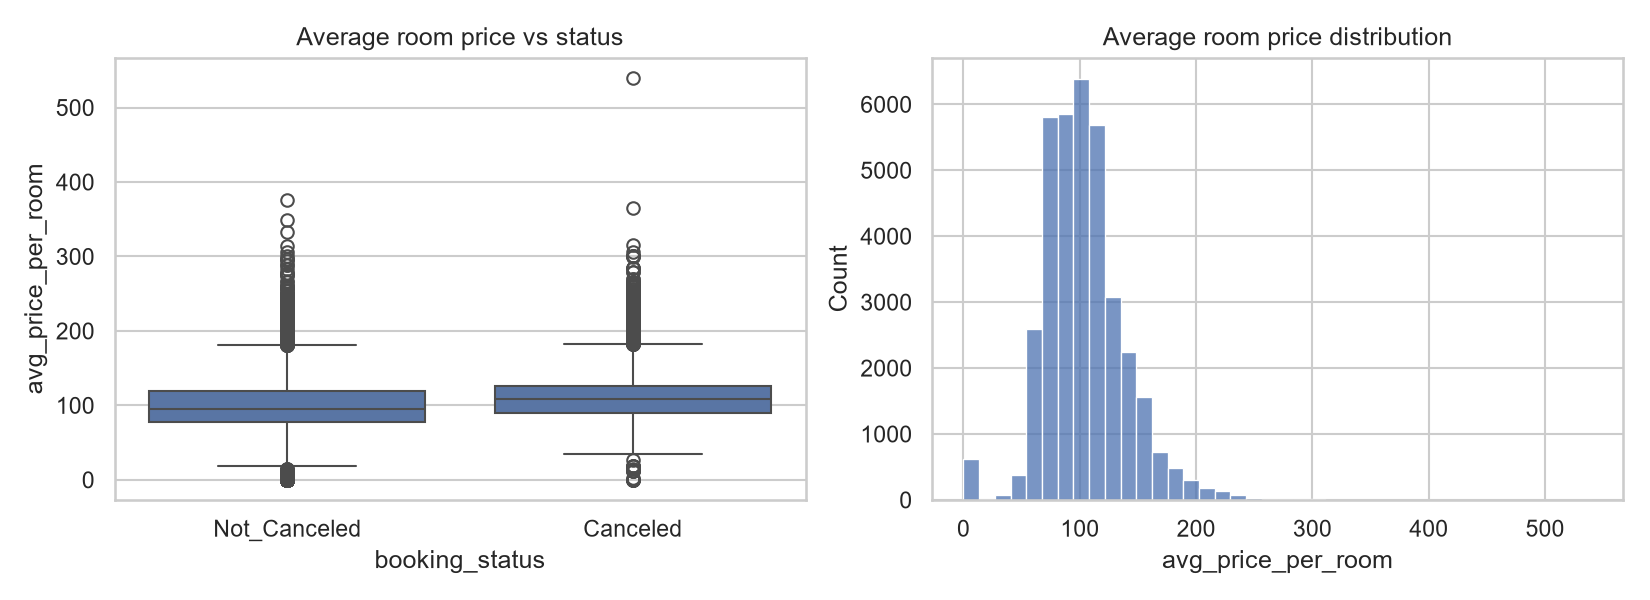 Average room price vs status
avg_price_per_room
500
400
300
200
100
0
Not_Canceled
Canceled
booking_status
Average room price distribution
Count
6000
5000
4000
3000
2000
1000
0
0
100
200
300
400
500
avg_price_per_room